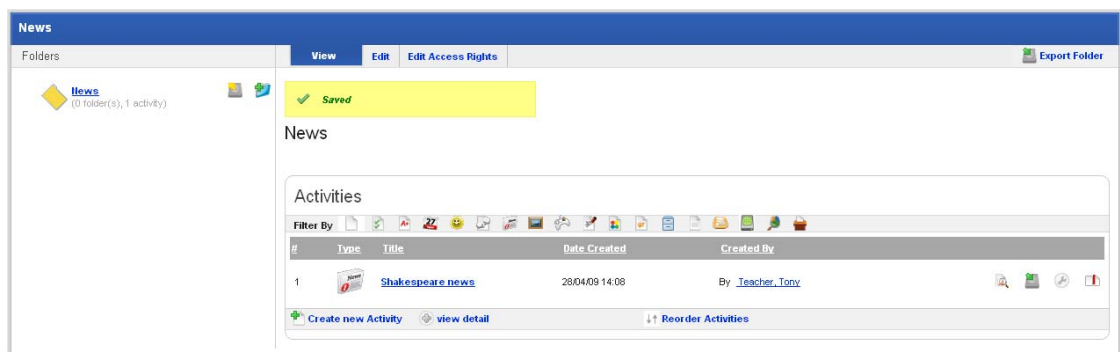 News
Folders
View Edit Edit Access Rights Export Folder
News
(0 folder(s), 1 activity)
Saved
News
Activities
Filter By
# Type Title Date Created Created By
1 Shakespeare news 28/04/09 14:08 By Teacher, Tony
Create new Activity view detail Reorder Activities